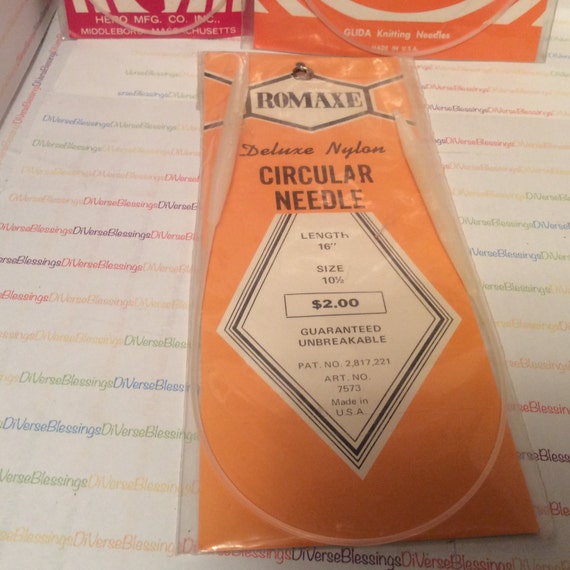 HERO MFG. CO. INC.,
MIDDLEBORO, MASSACHUSETTS
GLIDA Knitting Needles
MADE IN U.S.A.
ROMAXE
Deluxe Nylon
CIRCULAR
NEEDLE
LENGTH
16"
SIZE
10½
$2.00
GUARANTEED
UNBREAKABLE
PAT. NO. 2,817,221
ART. NO.
7573
Made in
U.S.A.
DiVerseBlessings